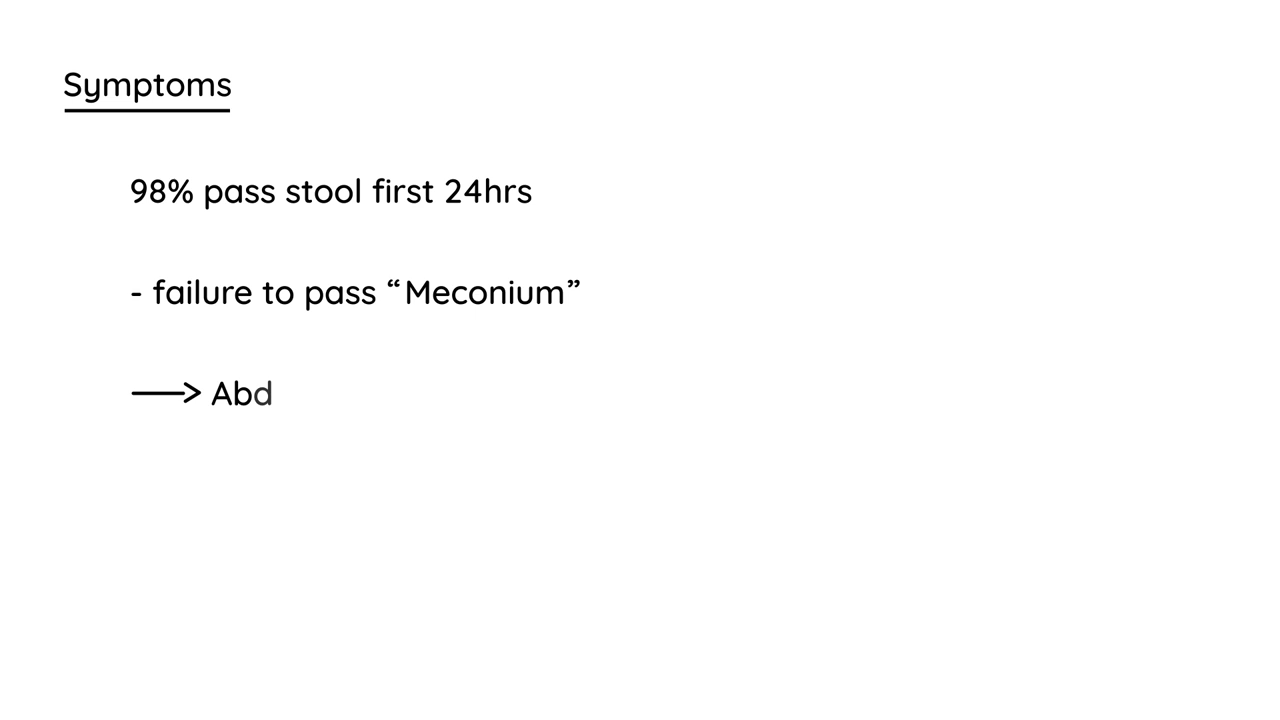 Symptoms
98% pass stool first 24hrs
- failure to pass “Meconium”
→ Abd